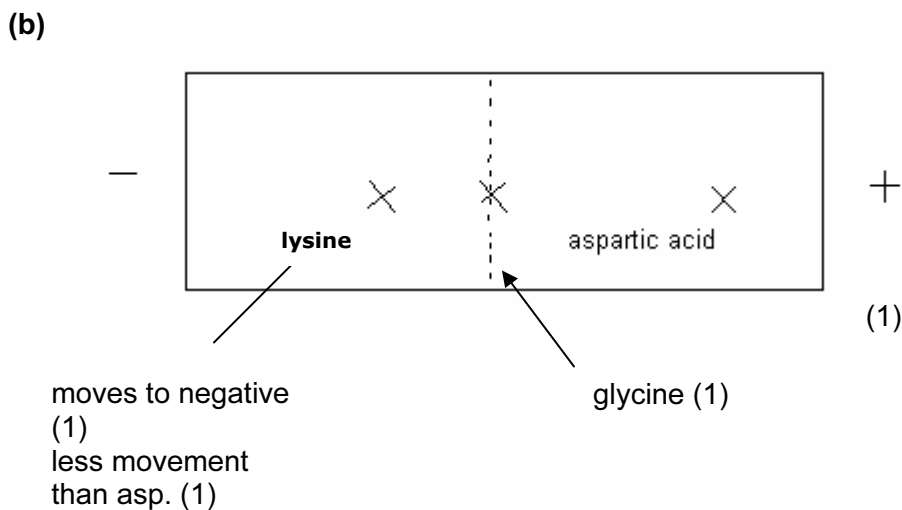 (b)
− +
lysine
aspartic acid
(1)
moves to negative
(1)
less movement
than asp. (1)
glycine (1)